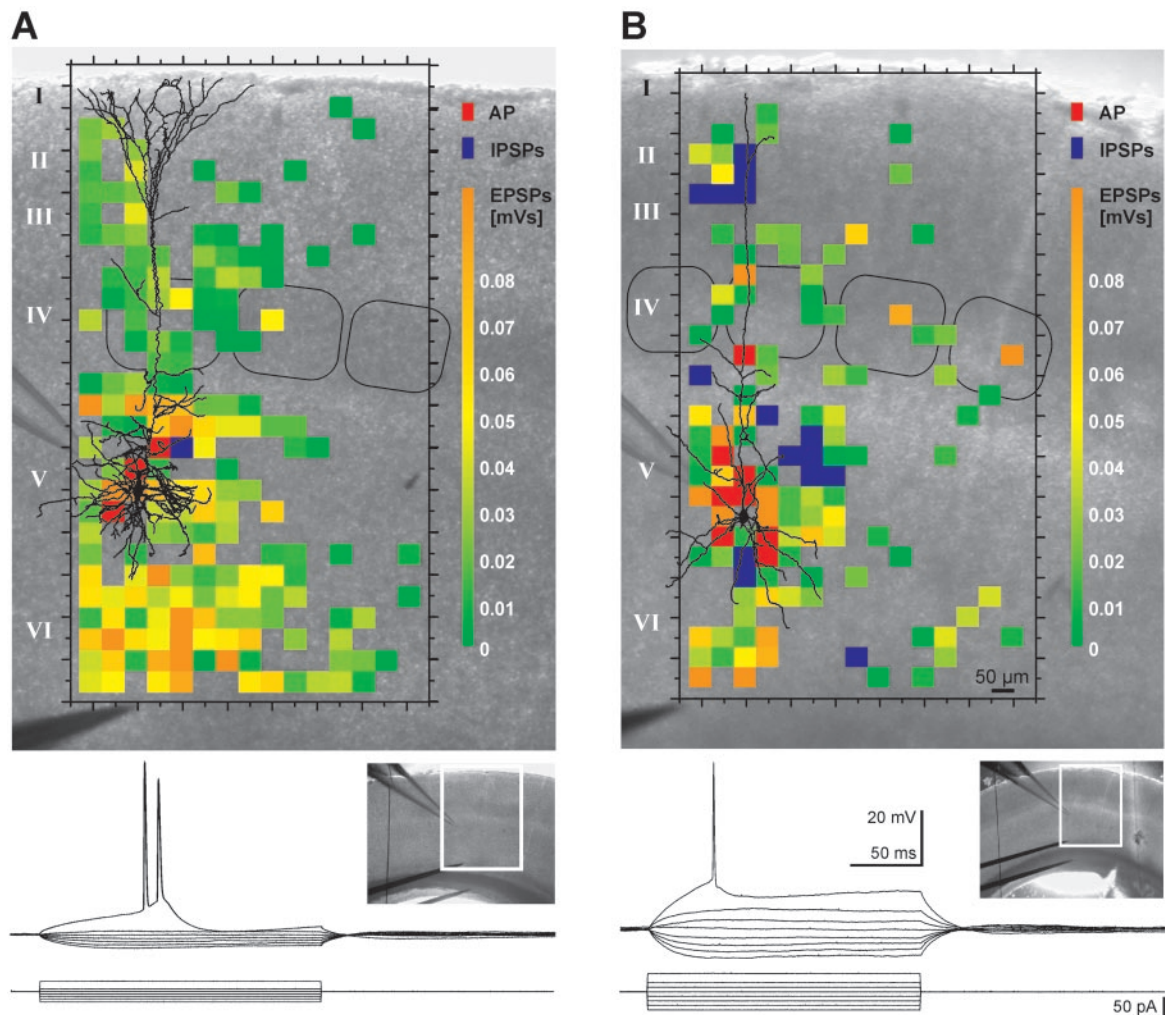 A
I
II
III
IV
V
VI
AP
IPSPs
EPSPs
[mVs]
0.08
0.07
0.06
0.05
0.04
0.03
0.02
0.01
0
B
I
II
III
IV
V
VI
AP
IPSPs
EPSPs
[mVs]
0.08
0.07
0.06
0.05
0.04
0.03
0.02
0.01
0
50 µm
20 mV
50 ms
50 pA